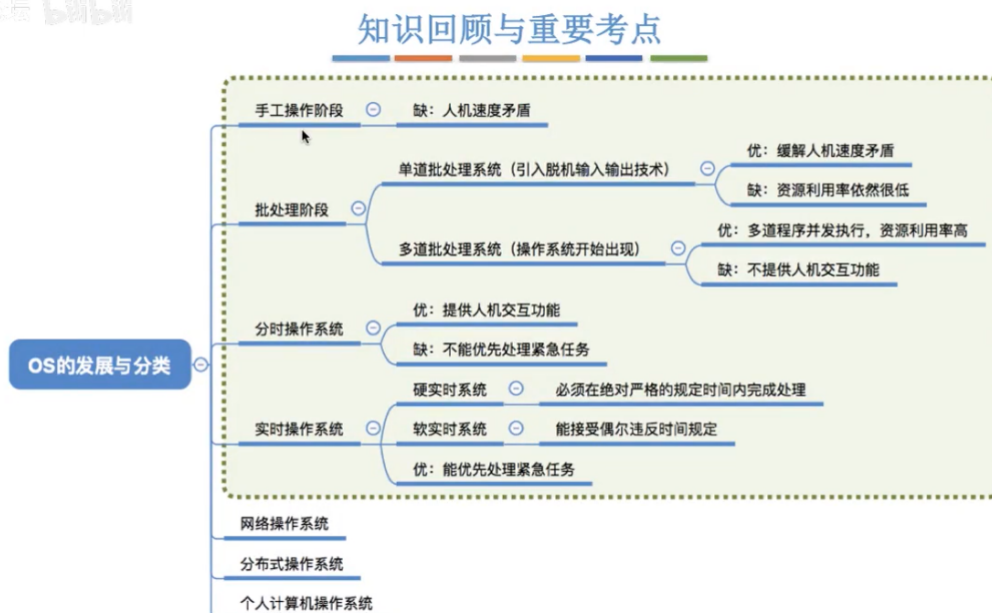 bilibili
知识回顾与重要考点
手工操作阶段
缺：人机速度矛盾
批处理阶段
单道批处理系统（引入脱机输入输出技术）
优：缓解人机速度矛盾
缺：资源利用率依然很低
多道批处理系统（操作系统开始出现）
优：多道程序并发执行，资源利用率高
缺：不提供人机交互功能
OS的发展与分类
分时操作系统
优：提供人机交互功能
缺：不能优先处理紧急任务
实时操作系统
硬实时系统
必须在绝对严格的规定时间内完成处理
软实时系统
能接受偶尔违反时间规定
优：能优先处理紧急任务
网络操作系统
分布式操作系统
个人计算机操作系统